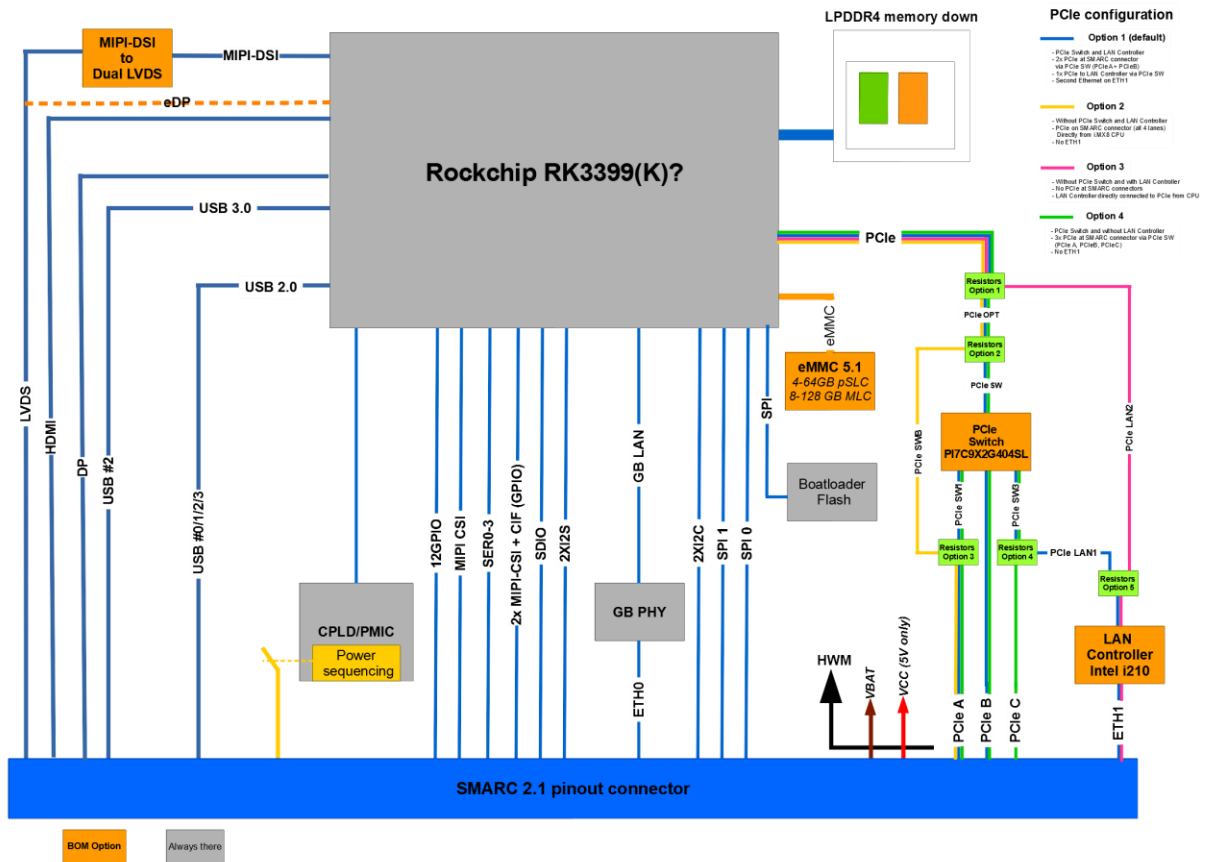 LPDDR4 memory down
PCIe configuration
Option 1 (default)
- PCIe Switch and LAN Controller
- 2x PCIe at SMARC connector
via PCIe SW (PCIe A + PCIeB)
- 1x PCIe to LAN Controller via PCIe SW
- Second Ethernet on ETH1
Option 2
- Without PCIe Switch and LAN Controller
- PCIe on SMARC connector (all 4 lanes)
Directly from i.MX8 CPU
- No ETH1
Option 3
- Without PCIe Switch and with LAN Controller
- No PCIe at SMARC connectors
- LAN Controller directly connected to PCIe from CPU
Option 4
- PCIe Switch and without LAN Controller
- 3x PCIe at SMARC connector via PCIe SW
(PCIe A, PCIeB, PCIeC)
- No ETH1
MIPI-DSI
to
Dual LVDS
MIPI-DSI
eDP
Rockchip RK3399(K)?
USB 3.0
USB 2.0
PCIe
Resistors
Option 1
PCIe OPT
Resistors
Option 2
PCIe SW
eMMC
eMMC 5.1
4-64GB pSLC
8-128 GB MLC
PCIe
Switch
PI7C9X2G404SL
PCIe SWB
PCIe LAN2
PCIe SW1
PCIe SW3
Resistors
Option 3
Resistors
Option 4
PCIe LAN1
Resistors
Option 5
LAN
Controller
Intel i210
SPI
Boatloader
Flash
LVDS
HDMI
DP
USB #2
USB #0/1/2/3
12GPIO
MIPI CSI
SER0-3
2x MIPI-CSI + CIF (GPIO)
SDIO
2XI2S
GB LAN
2XI2C
SPI 1
SPI 0
CPLD/PMIC
Power
sequencing
GB PHY
ETH0
HWM
VBAT
VCC (5V only)
PCIe A
PCIe B
PCIe C
ETH1
SMARC 2.1 pinout connector
BOM Option
Always there